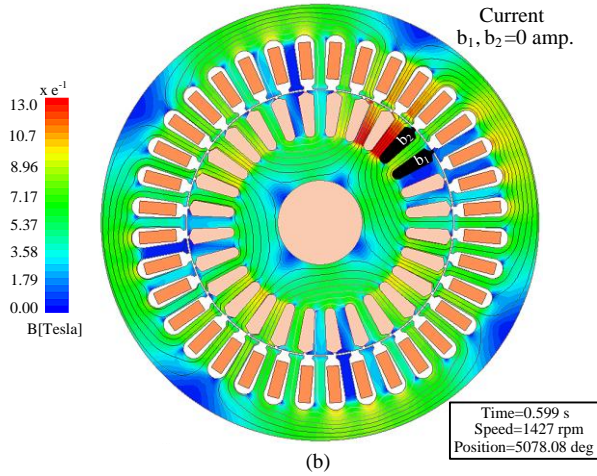 Current
b₁, b₂=0 amp.
x e⁻¹
13.0
10.7
8.96
7.17
5.37
3.58
1.79
0.00
B[Tesla]
b₂
b₁
Time=0.599 s
Speed=1427 rpm
Position=5078.08 deg
(b)